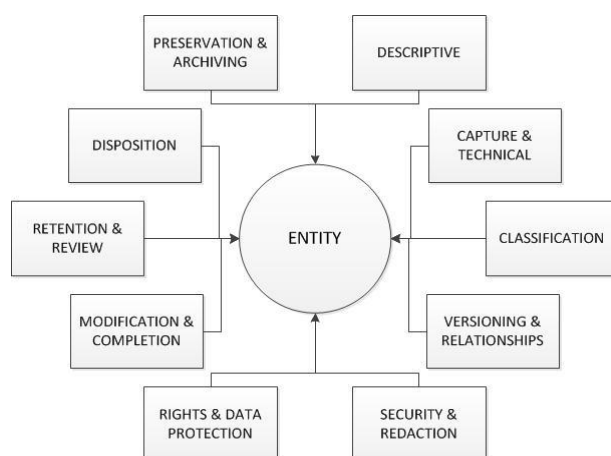 PRESERVATION &
ARCHIVING
DESCRIPTIVE
DISPOSITION
CAPTURE &
TECHNICAL
RETENTION &
REVIEW
ENTITY
CLASSIFICATION
MODIFICATION &
COMPLETION
VERSIONING &
RELATIONSHIPS
RIGHTS & DATA
PROTECTION
SECURITY &
REDACTION